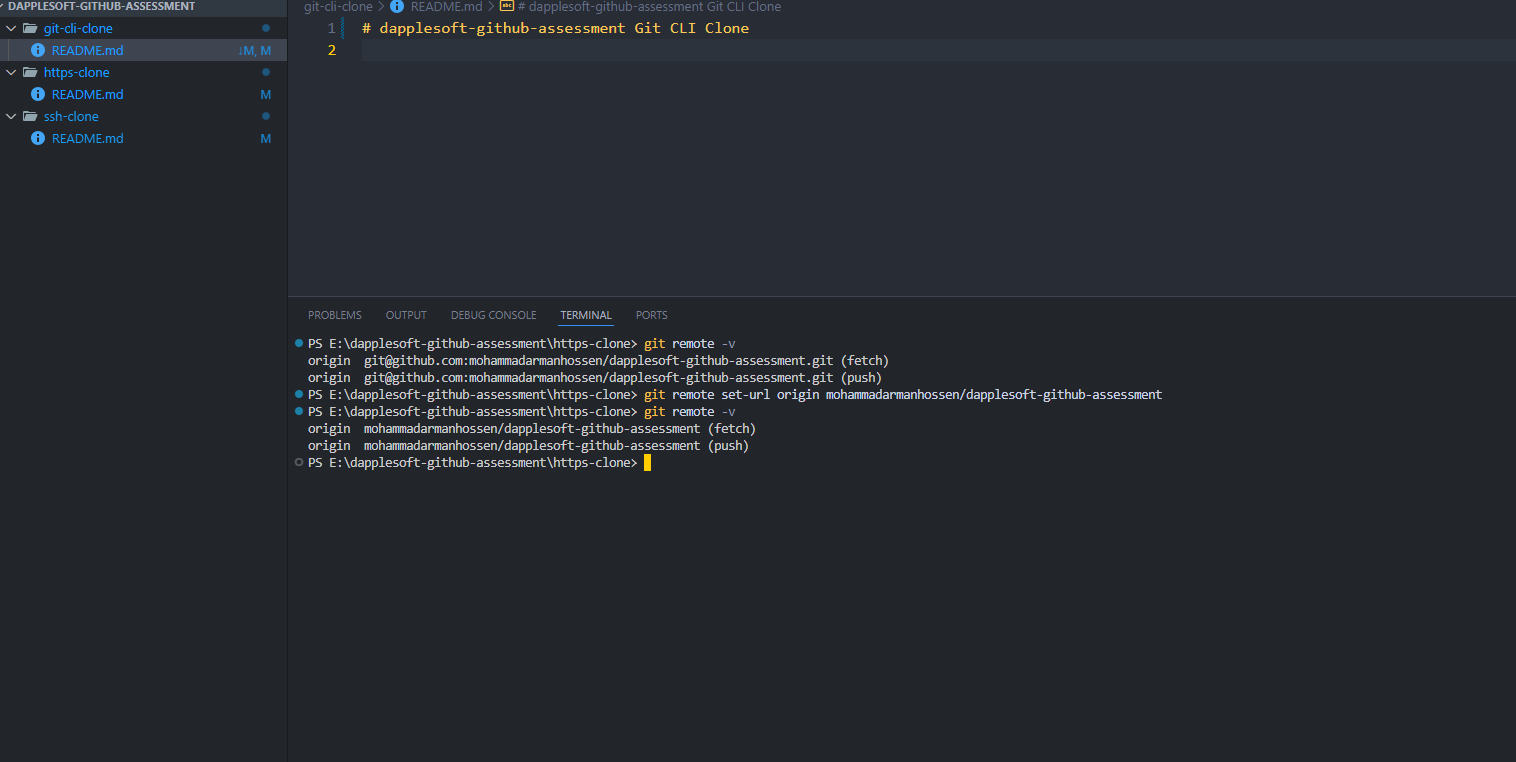 DAPPLESOFT-GITHUB-ASSESSMENT
git-cli-clone
README.md ↓M, M
https-clone
README.md M
ssh-clone
README.md M
git-cli-clone > README.md > # dapplesoft-github-assessment Git CLI Clone
1 # dapplesoft-github-assessment Git CLI Clone
2
PROBLEMS OUTPUT DEBUG CONSOLE TERMINAL PORTS
PS E:\dapplesoft-github-assessment\https-clone> git remote -v
origin git@github.com:mohammadarmanhossen/dapplesoft-github-assessment.git (fetch)
origin git@github.com:mohammadarmanhossen/dapplesoft-github-assessment.git (push)
PS E:\dapplesoft-github-assessment\https-clone> git remote set-url origin mohammadarmanhossen/dapplesoft-github-assessment
PS E:\dapplesoft-github-assessment\https-clone> git remote -v
origin mohammadarmanhossen/dapplesoft-github-assessment (fetch)
origin mohammadarmanhossen/dapplesoft-github-assessment (push)
PS E:\dapplesoft-github-assessment\https-clone>